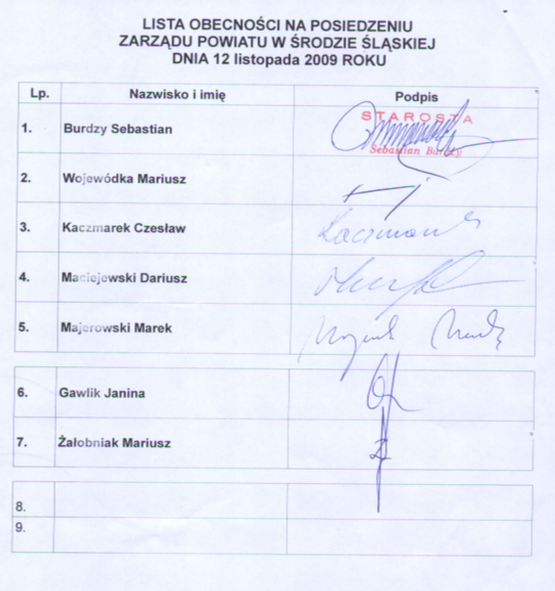 LISTA OBECNOŚCI NA POSIEDZENIU
ZARZĄDU POWIATU W ŚRODZIE ŚLĄSKIEJ
DNIA 12 listopada 2009 ROKU
Lp. Nazwisko i imię Podpis
1. Burdzy Sebastian STAROSTA
Sebastian Burdzy
2. Wojewódka Mariusz
3. Kaczmarek Czesław Kaczmarek
4. Maciejewski Dariusz
5. Majerowski Marek
6. Gawlik Janina
7. Żałobniak Mariusz
8.
9.